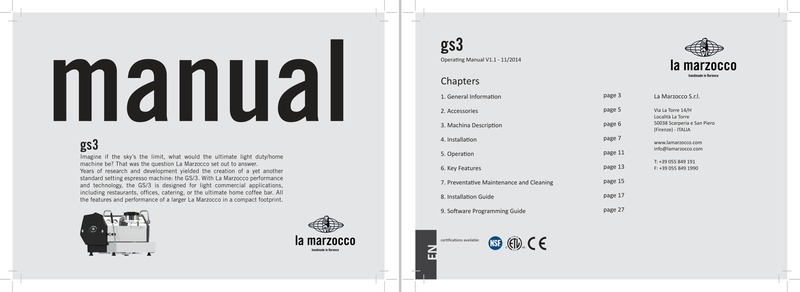 manual
gs3
Imagine if the sky's the limit, what would the ultimate light duty/home
machine be? That was the question La Marzocco set out to answer.
Years of research and development yielded the creation of a yet another
standard setting espresso machine: the GS/3. With La Marzocco performance
and technology, the GS/3 is designed for light commercial applications,
including restaurants, offices, catering, or the ultimate home coffee bar. All
the features and performance of a larger La Marzocco in a compact footprint.
la marzocco
handmade in florence
gs3
Operating Manual V1.1 - 11/2014
Chapters
1. General Information page 3
2. Accessories page 5
3. Machina Description page 6
4. Installation page 7
5. Operation page 11
6. Key Features page 13
7. Preventative Maintenance and Cleaning page 15
8. Installation Guide page 17
9. Software Programming Guide page 27
la marzocco
handmade in florence
La Marzocco S.r.l.
Via La Torre 14/H
Località La Torre
50038 Scarperia e San Piero
(Firenze) - ITALIA
www.lamarzocco.com
info@lamarzocco.com
T: +39 055 849 191
F: +39 055 849 1990
EN
certifications available:
NSF
ETL
CE